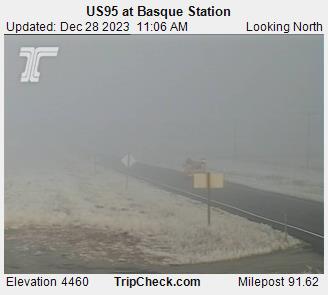 US95 at Basque Station
Updated: Dec 28 2023 11:06 AM Looking North
Elevation 4460 TripCheck.com Milepost 91.62